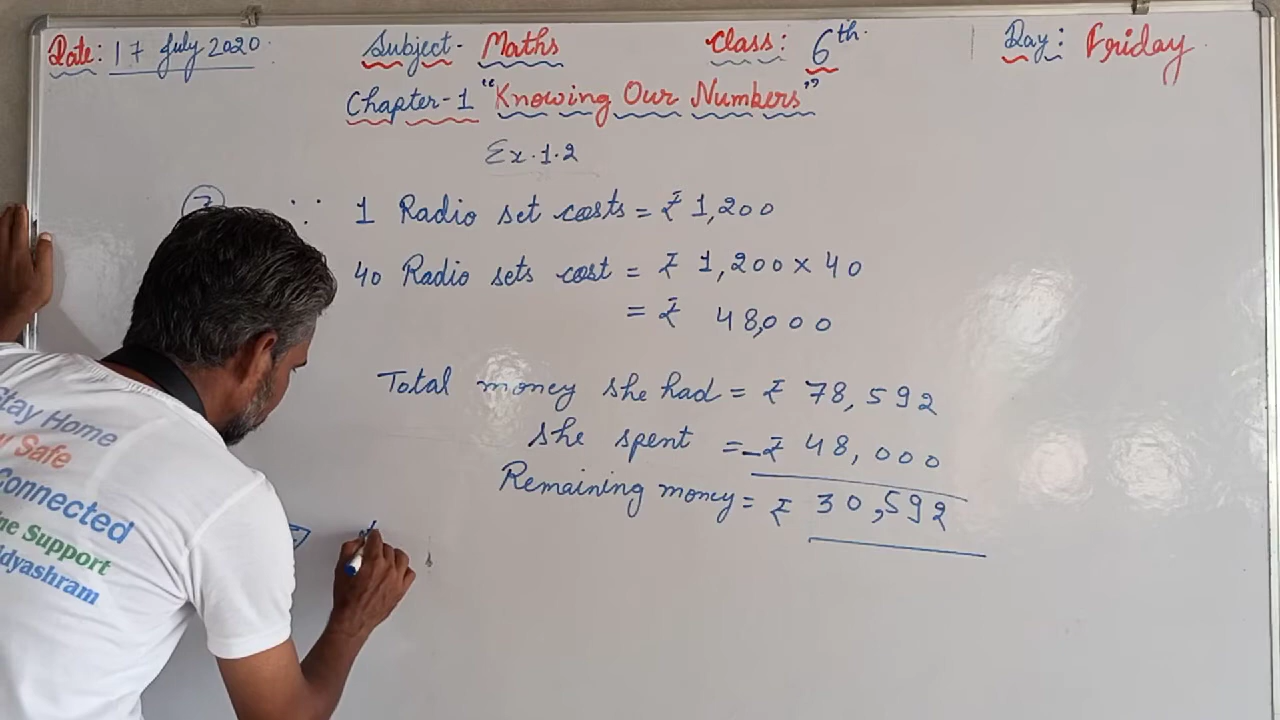 Date: 17 July 2020 Subject- Maths Class: 6th Day: Friday
Chapter-1 "Knowing Our Numbers"
Ex.1.2
∵ 1 Radio set costs = ₹ 1,200
40 Radio sets cost = ₹ 1,200 × 40
= ₹ 48,000
Total money she had = ₹ 78,592
She spent = -₹ 48,000
Remaining money = ₹ 30,592
Stay Home
Safe
Connected
Support